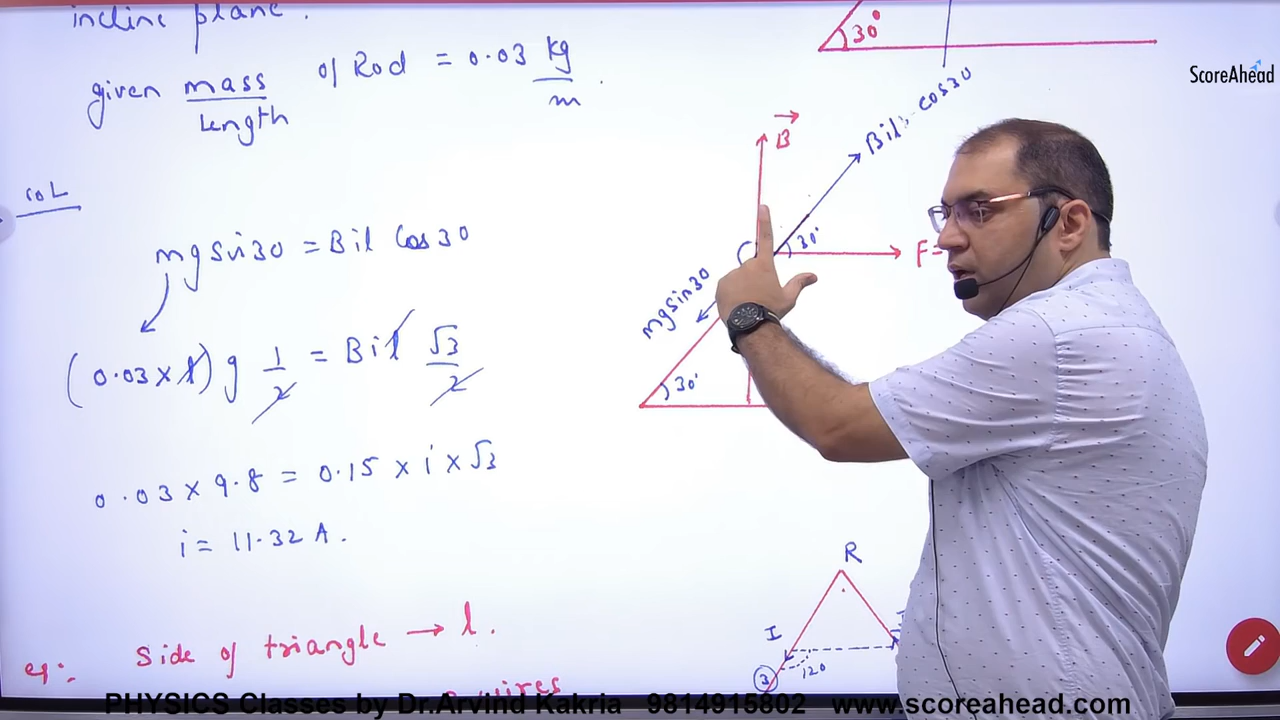 incline plane.
given mass/Length of Rod = 0.03 kg/m.
30°
ScoreAhead
soL
mg sin30 = Bil Cos30
(0.03 × l) g 1/2 = Bil √3/2
0.03 × 9.8 = 0.15 × i × √3
i = 11.32 A.
B
Bil cos30
30°
F=
mgsin30
30°
eg: Side of triangle → l.
R
I
3
120
PHYSICS Classes by Dr.Arvind Kakria 9814915802 www.scoreahead.com